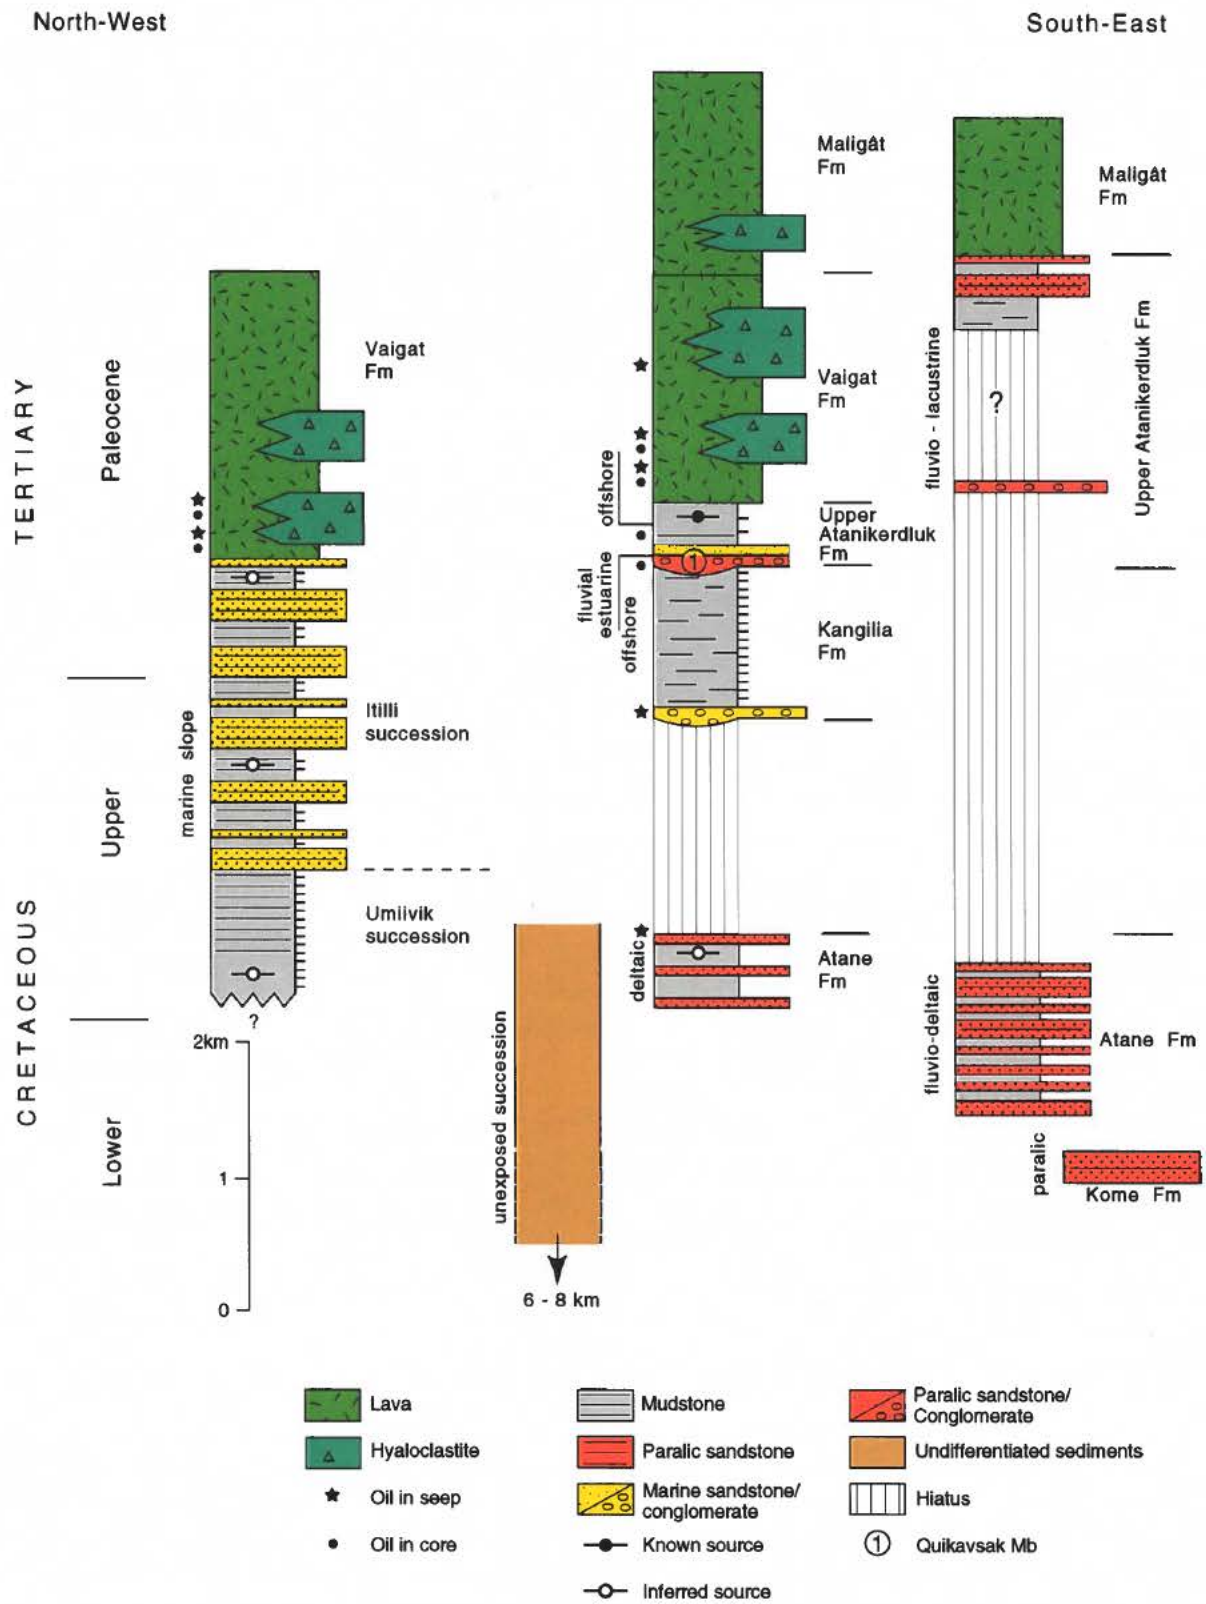 North-West
South-East
TERTIARY
Paleocene
CRETACEOUS
Upper
Lower
marine slope
Vaigat
Fm
Itilli
succession
Umiivik
succession
?
2km
1
0
unexposed succession
6 - 8 km
Maligât
Fm
Vaigat
Fm
offshore
Upper
Atanikerdluk
Fm
1
fluvial
estuarine
offshore
Kangilia
Fm
deltaic
Atane
Fm
Maligât
Fm
fluvio - lacustrine
?
Upper Atanikerdluk Fm
fluvio-deltaic
Atane Fm
paralic
Kome Fm
Lava
Hyaloclastite
Oil in seep
Oil in core
Mudstone
Paralic sandstone
Marine sandstone/
conglomerate
Known source
Inferred source
Paralic sandstone/
Conglomerate
Undifferentiated sediments
Hiatus
1 Quikavsak Mb